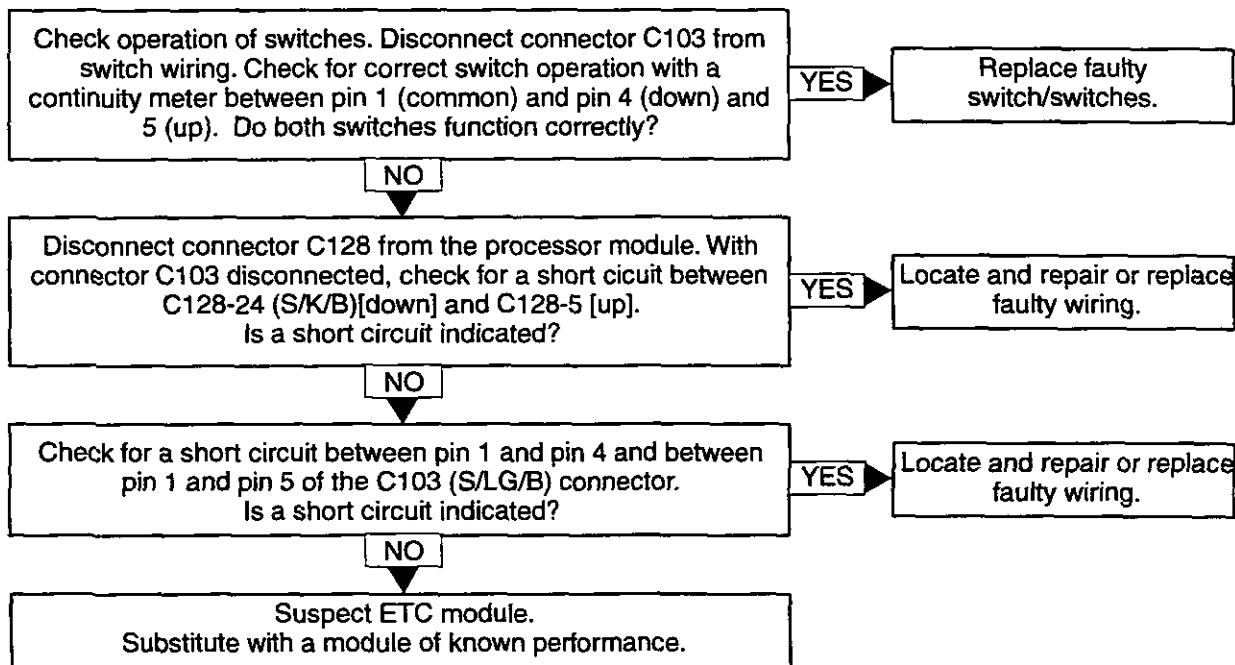 Check operation of switches. Disconnect connector C103 from
switch wiring. Check for correct switch operation with a
continuity meter between pin 1 (common) and pin 4 (down) and
5 (up). Do both switches function correctly?
YES
Replace faulty
switch/switches.
NO
Disconnect connector C128 from the processor module. With
connector C103 disconnected, check for a short cicuit between
C128-24 (S/K/B)[down] and C128-5 [up].
Is a short circuit indicated?
YES
Locate and repair or replace
faulty wiring.
NO
Check for a short circuit between pin 1 and pin 4 and between
pin 1 and pin 5 of the C103 (S/LG/B) connector.
Is a short circuit indicated?
YES
Locate and repair or replace
faulty wiring.
NO
Suspect ETC module.
Substitute with a module of known performance.